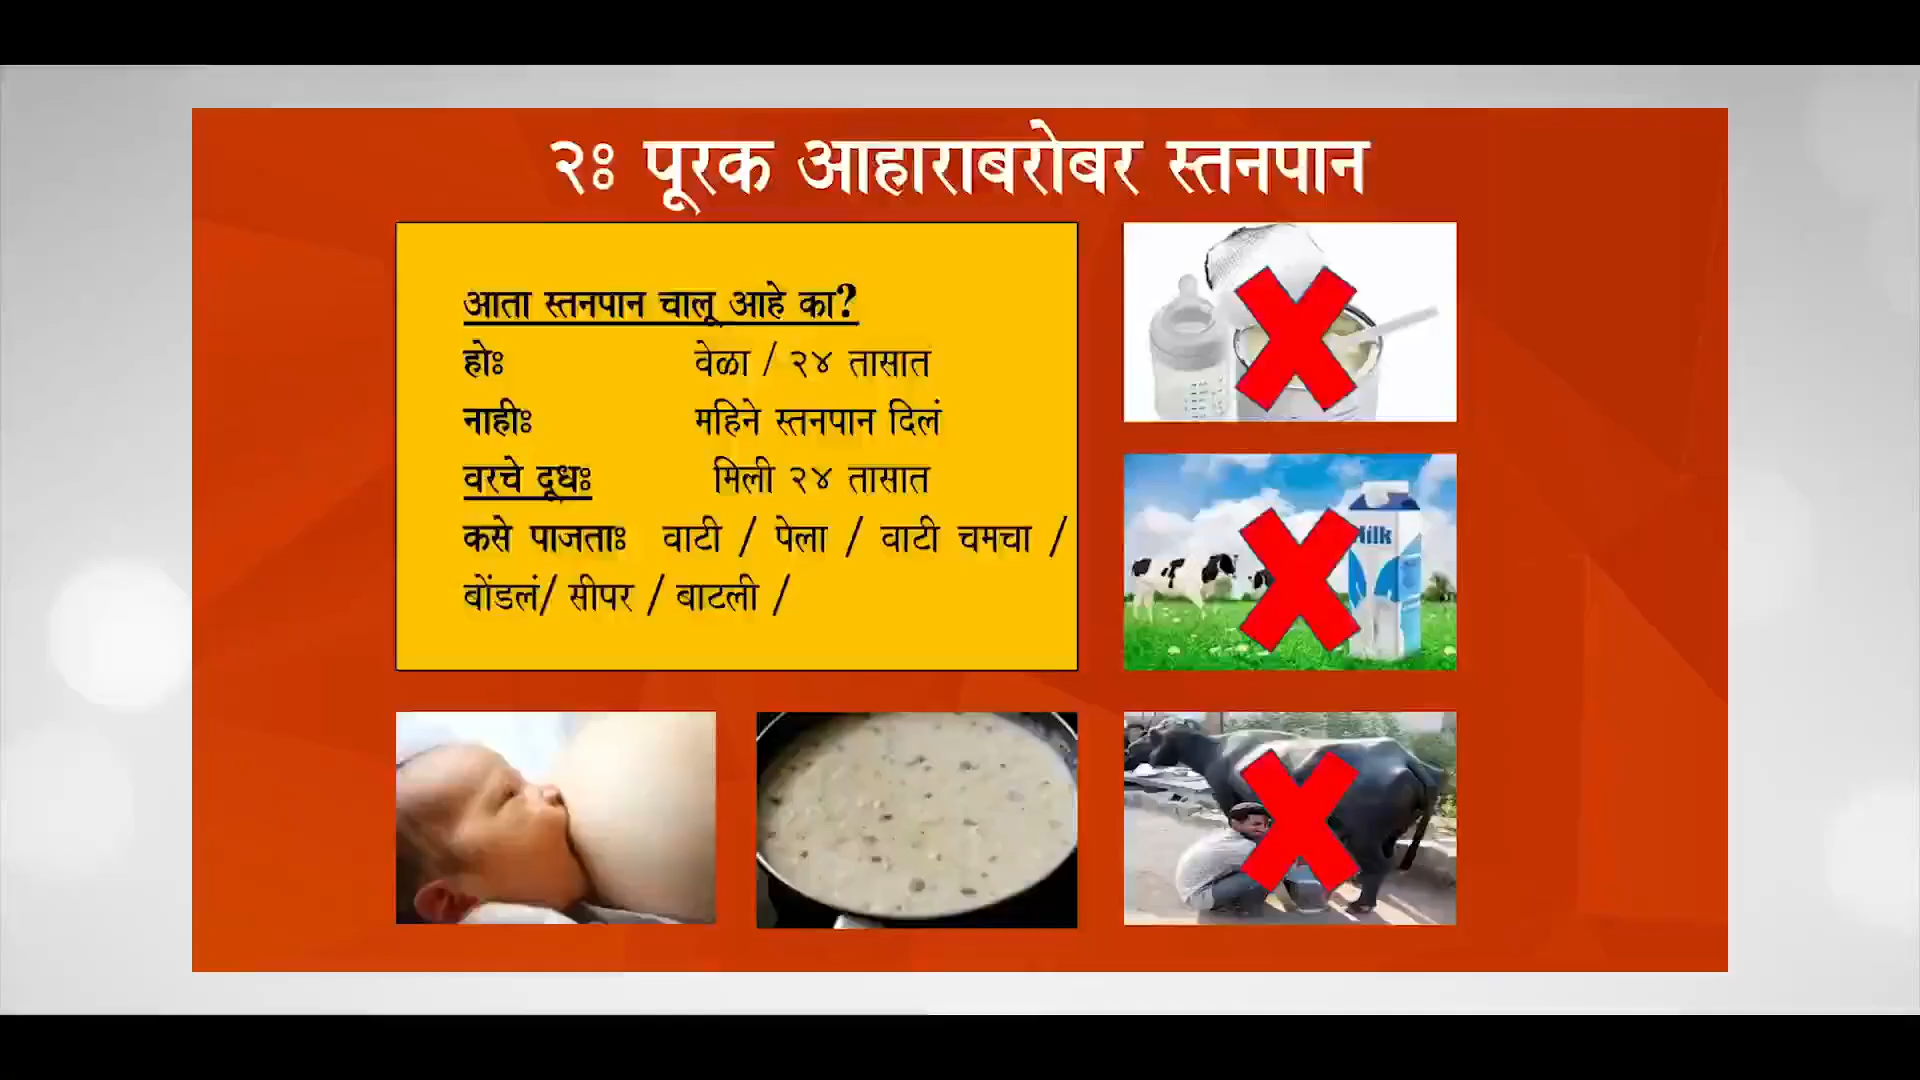 २ः पूरक आहाराबरोबर स्तनपान
आता स्तनपान चालू आहे का?
होः वेळा / २४ तासात
नाहीः महिने स्तनपान दिलं
वरचे दूधः मिली २४ तासात
कसे पाजताः वाटी / पेला / वाटी चमचा /
बोंडलं/ सीपर / बाटली /
Milk